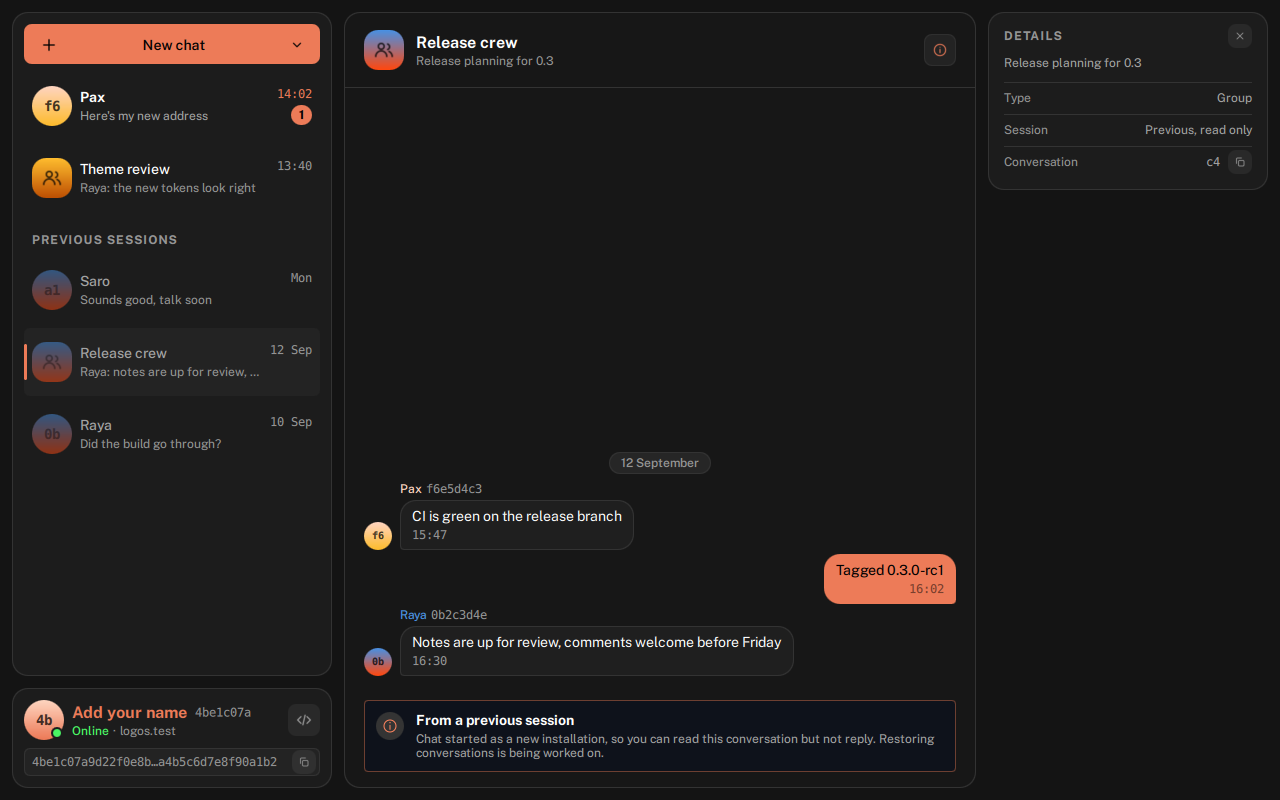 New chat
f6
Pax
14:02
Here's my new address
1
Theme review
13:40
Raya: the new tokens look right
PREVIOUS SESSIONS
a1
Saro
Mon
Sounds good, talk soon
Release crew
12 Sep
Raya: notes are up for review, ...
0b
Raya
10 Sep
Did the build go through?
4b
Add your name 4be1c07a
Online · logos.test
4be1c07a9d22f0e8b…a4b5c6d7e8f90a1b2
Release crew
Release planning for 0.3
12 September
Pax f6e5d4c3
f6
CI is green on the release branch
15:47
Tagged 0.3.0-rc1
16:02
Raya 0b2c3d4e
0b
Notes are up for review, comments welcome before Friday
16:30
From a previous session
Chat started as a new installation, so you can read this conversation but not reply. Restoring
conversations is being worked on.
DETAILS
Release planning for 0.3
Type Group
Session Previous, read only
Conversation c4